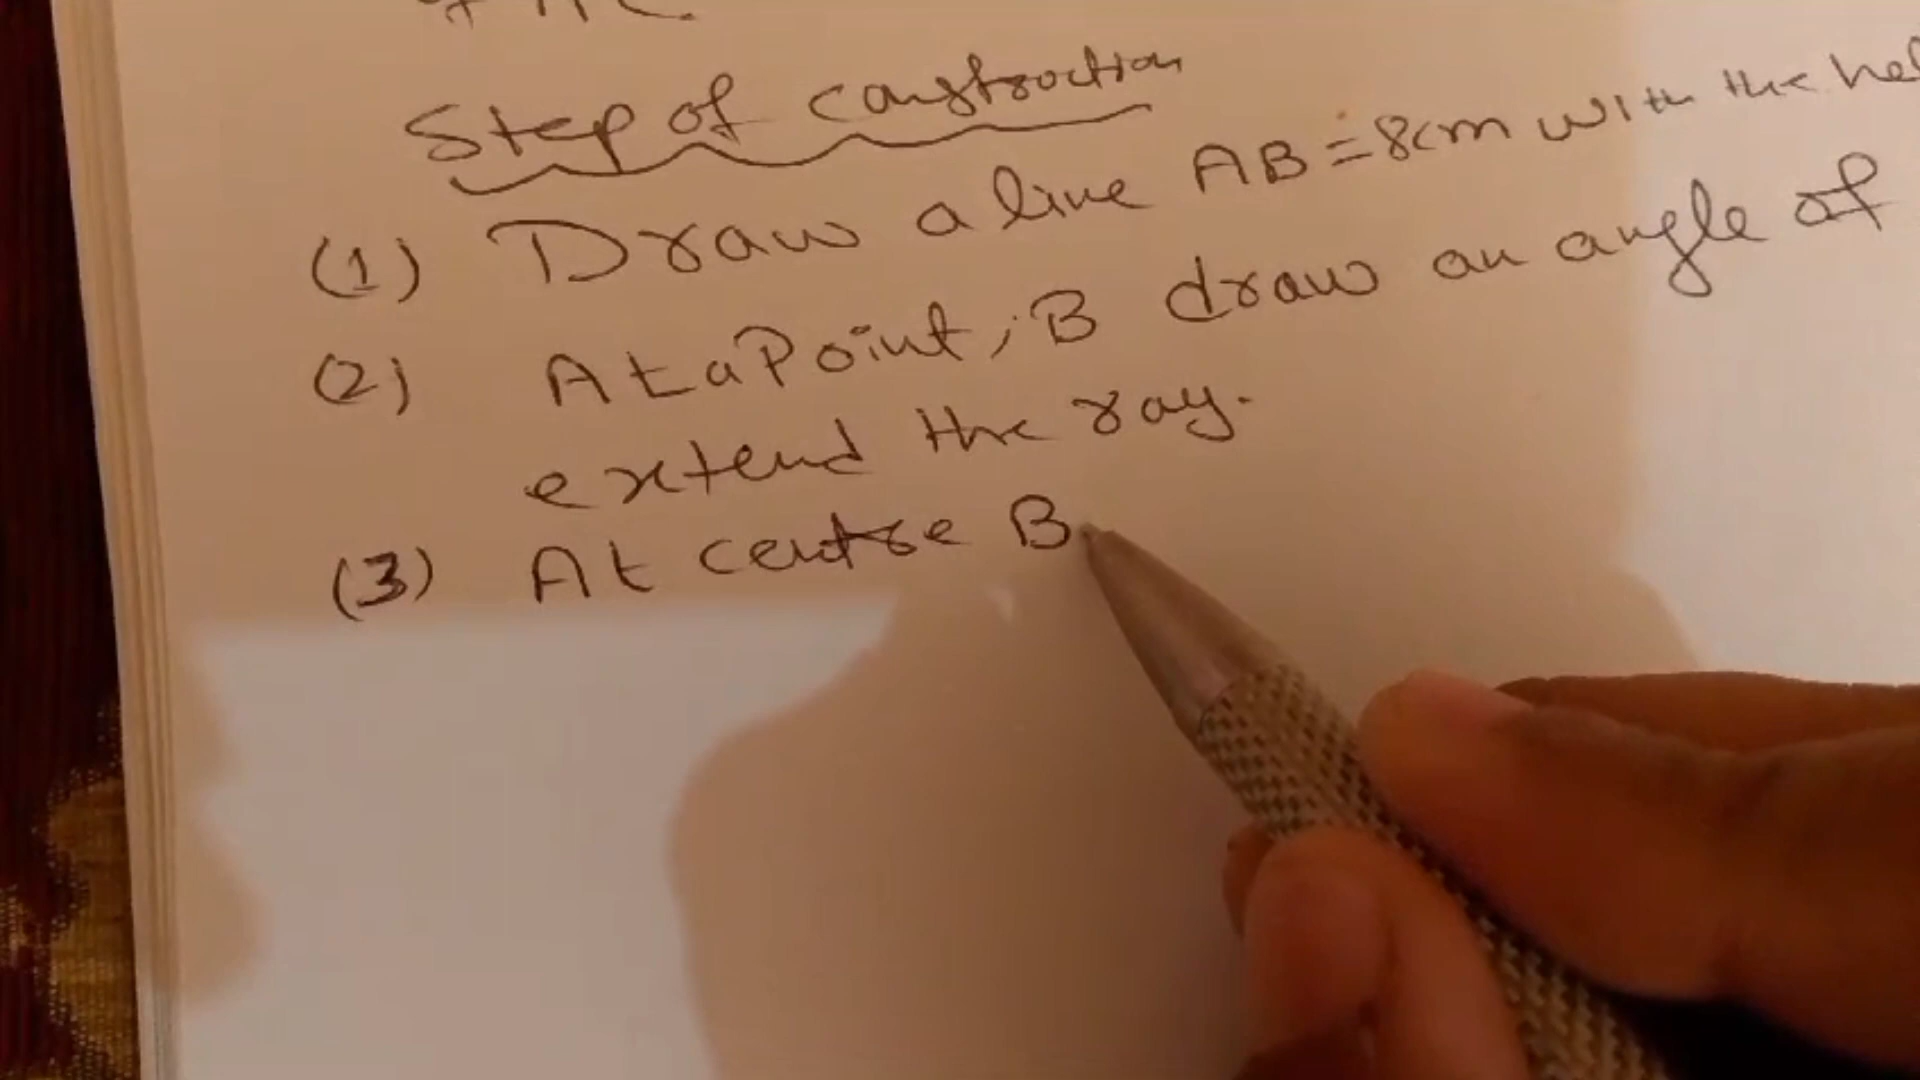 Step of construction
(1) Draw a line AB = 8cm with the
(2) At a Point, B draw an angle of
extend the ray.
(3) At centre B